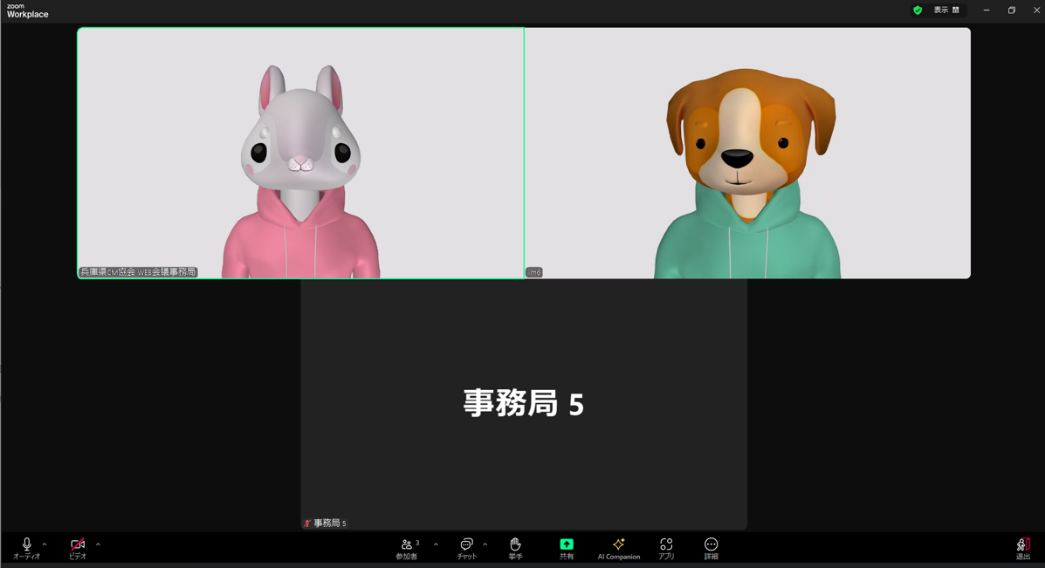 zoom
Workplace
表示
兵庫県CM協会 WEB会議事務局
im6
事務局 5
事務局 5
オーディオ
ビデオ
参加者
3
チャット
挙手
共有
AI Companion
アプリ
詳細
退出